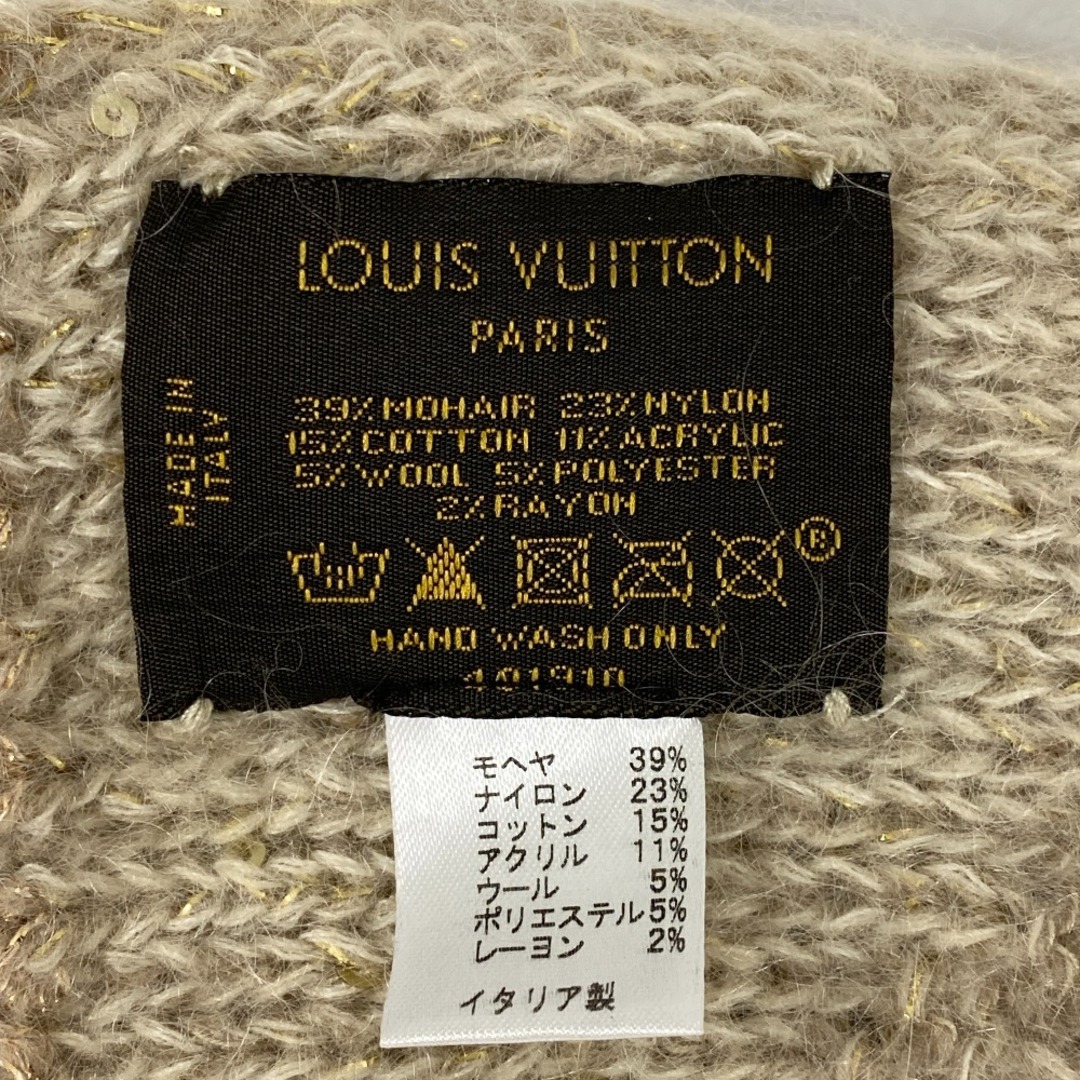 LOUIS VUITTON
PARIS
MADE IN
ITALY
39% MOHAIR 23% NYLON
15% COTTON 11% ACRYLIC
5% WOOL 5% POLYESTER
2% RAYON
®
HAND WASH ONLY
401910
モヘヤ 39%
ナイロン 23%
コットン 15%
アクリル 11%
ウール 5%
ポリエステル 5%
レーヨン 2%
イタリア製